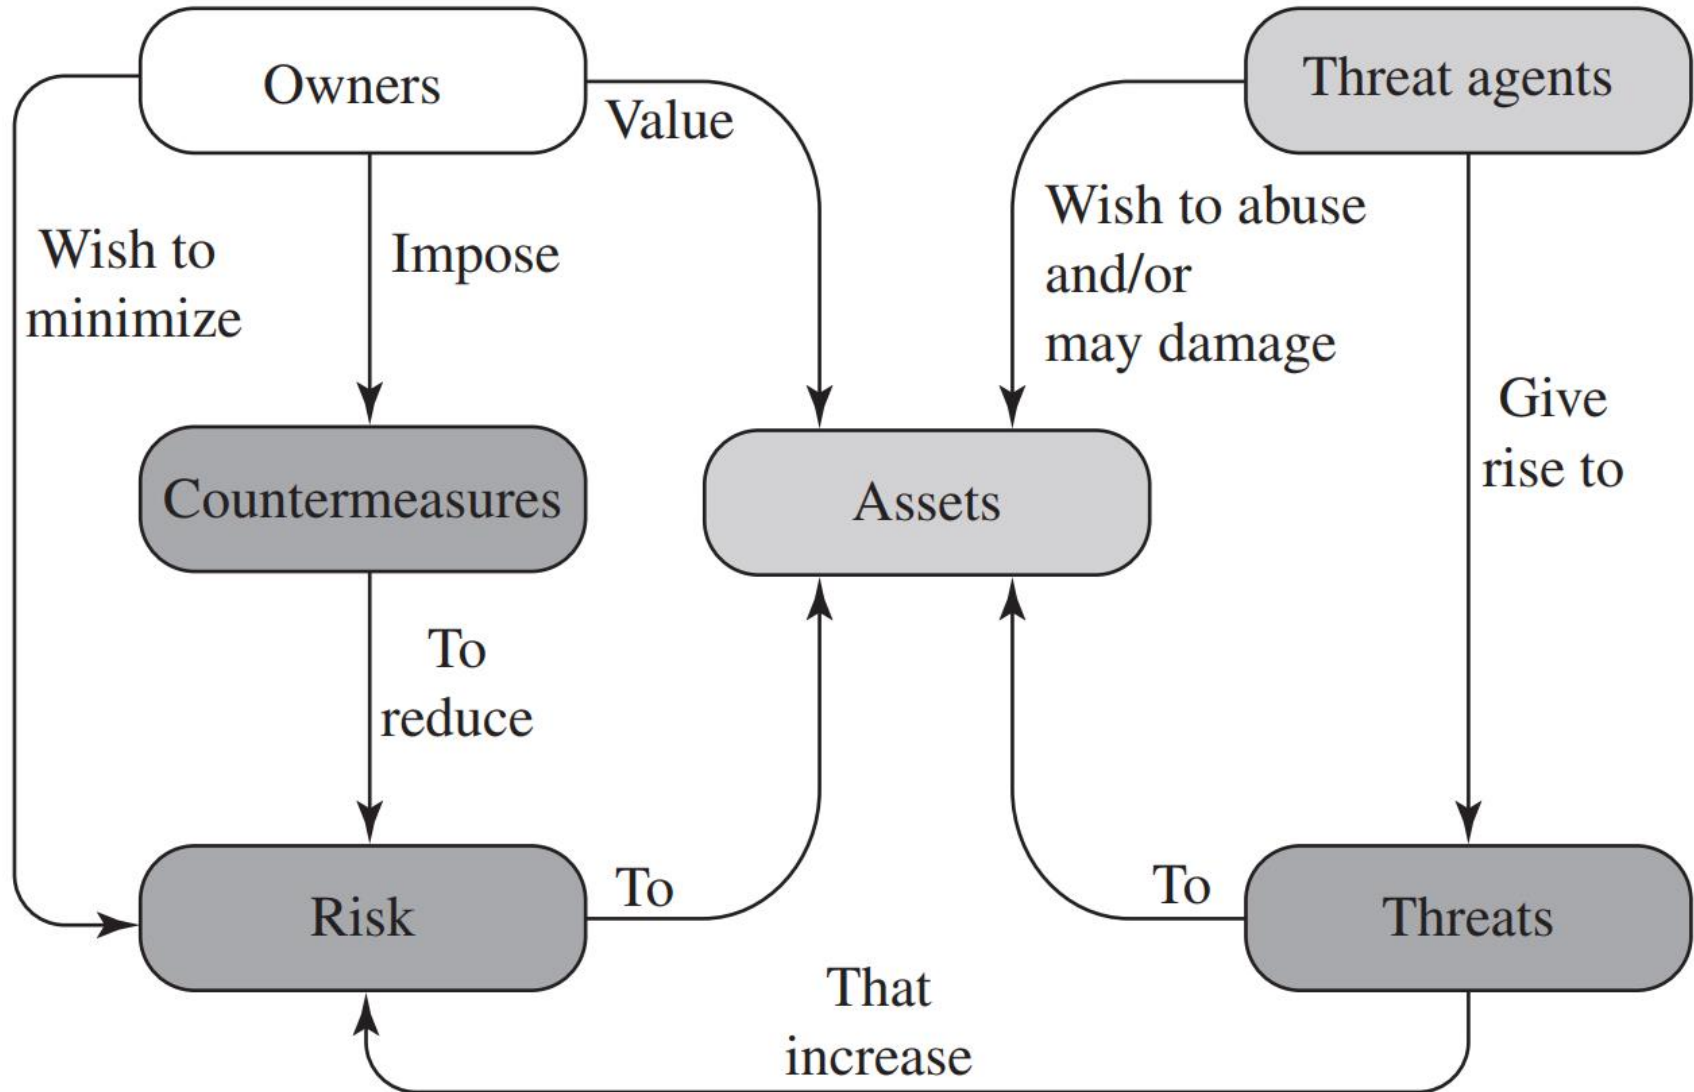 Owners
Threat agents
Value
Wish to
minimize
Impose
Wish to abuse
and/or
may damage
Give
rise to
Countermeasures
Assets
To
reduce
Risk
To
To
Threats
That
increase